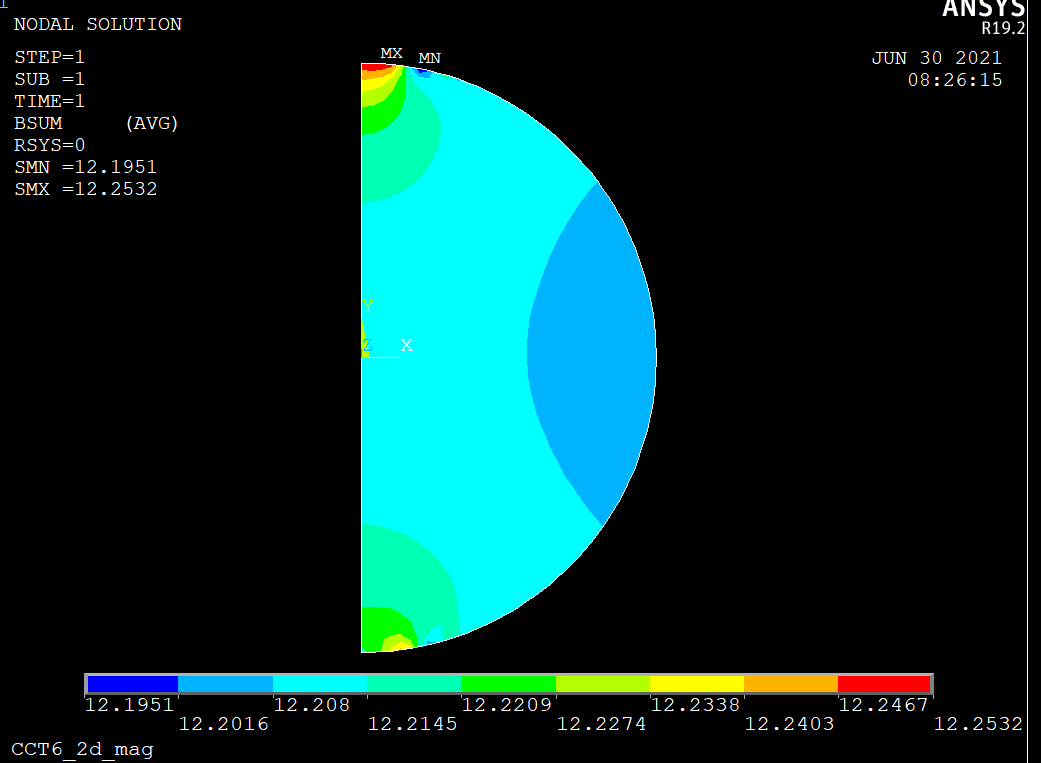 1
ANSYS
R19.2
NODAL SOLUTION
STEP=1
SUB =1
TIME=1
BSUM (AVG)
RSYS=0
SMN =12.1951
SMX =12.2532
JUN 30 2021
08:26:15
MX
MN
Y
Z X
12.1951 12.208 12.2209 12.2338 12.2467
12.2016 12.2145 12.2274 12.2403 12.2532
CCT6_2d_mag